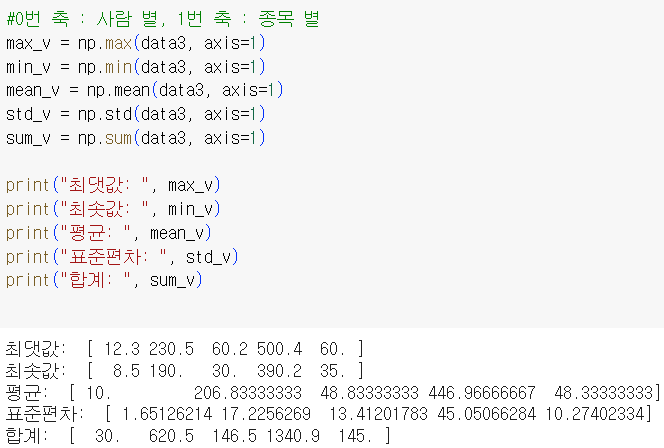 #0번 축 : 사람 별, 1번 축 : 종목 별
max_v = np.max(data3, axis=1)
min_v = np.min(data3, axis=1)
mean_v = np.mean(data3, axis=1)
std_v = np.std(data3, axis=1)
sum_v = np.sum(data3, axis=1)
print("최댓값: ", max_v)
print("최솟값: ", min_v)
print("평균: ", mean_v)
print("표준편차: ", std_v)
print("합계: ", sum_v)
최댓값:  [ 12.3 230.5  60.2 500.4  60. ]
최솟값:  [  8.5 190.   30.  390.2  35. ]
평균:  [ 10.         206.83333333  48.83333333 446.96666667  48.33333333]
표준편차:  [ 1.65126214 17.2256269  13.41201783 45.05066284 10.27402334]
합계:  [  30.   620.5  146.5 1340.9  145. ]